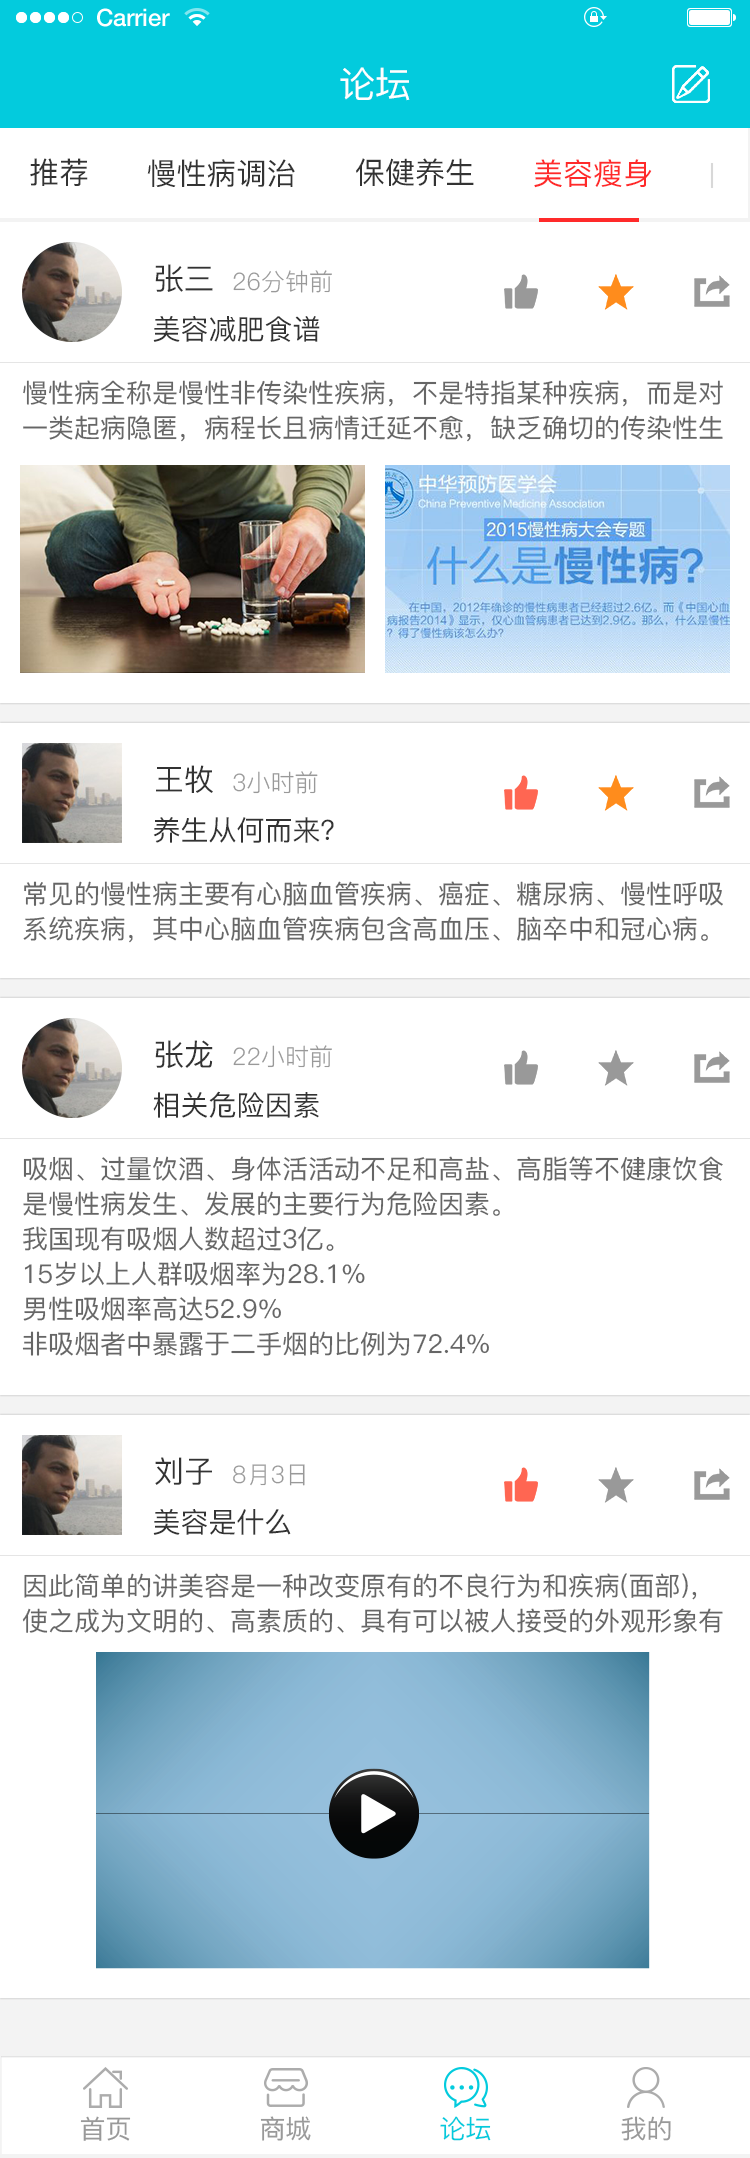 Carrier
论坛
推荐 慢性病调治 保健养生 美容瘦身
张三 26分钟前
美容减肥食谱
慢性病全称是慢性非传染性疾病，不是特指某种疾病，而是对
一类起病隐匿，病程长且病情迁延不愈，缺乏确切的传染性生
中华预防医学会
China Preventive Medicine Association
2015慢性病大会专题
什么是慢性病?
在中国，2012年确诊的慢性病患者已经超过2.6亿。而《中国心血
病报告2014》显示，仅心血管病患者已达到2.9亿。那么，什么是慢性
? 得了慢性病该怎么办?
王牧 3小时前
养生从何而来?
常见的慢性病主要有心脑血管疾病、癌症、糖尿病、慢性呼吸
系统疾病，其中心脑血管疾病包含高血压、脑卒中和冠心病。
张龙 22小时前
相关危险因素
吸烟、过量饮酒、身体活活动不足和高盐、高脂等不健康饮食
是慢性病发生、发展的主要行为危险因素。
我国现有吸烟人数超过3亿。
15岁以上人群吸烟率为28.1%
男性吸烟率高达52.9%
非吸烟者中暴露于二手烟的比例为72.4%
刘子 8月3日
美容是什么
因此简单的讲美容是一种改变原有的不良行为和疾病(面部)，
使之成为文明的、高素质的、具有可以被人接受的外观形象有
首页 商城 论坛 我的